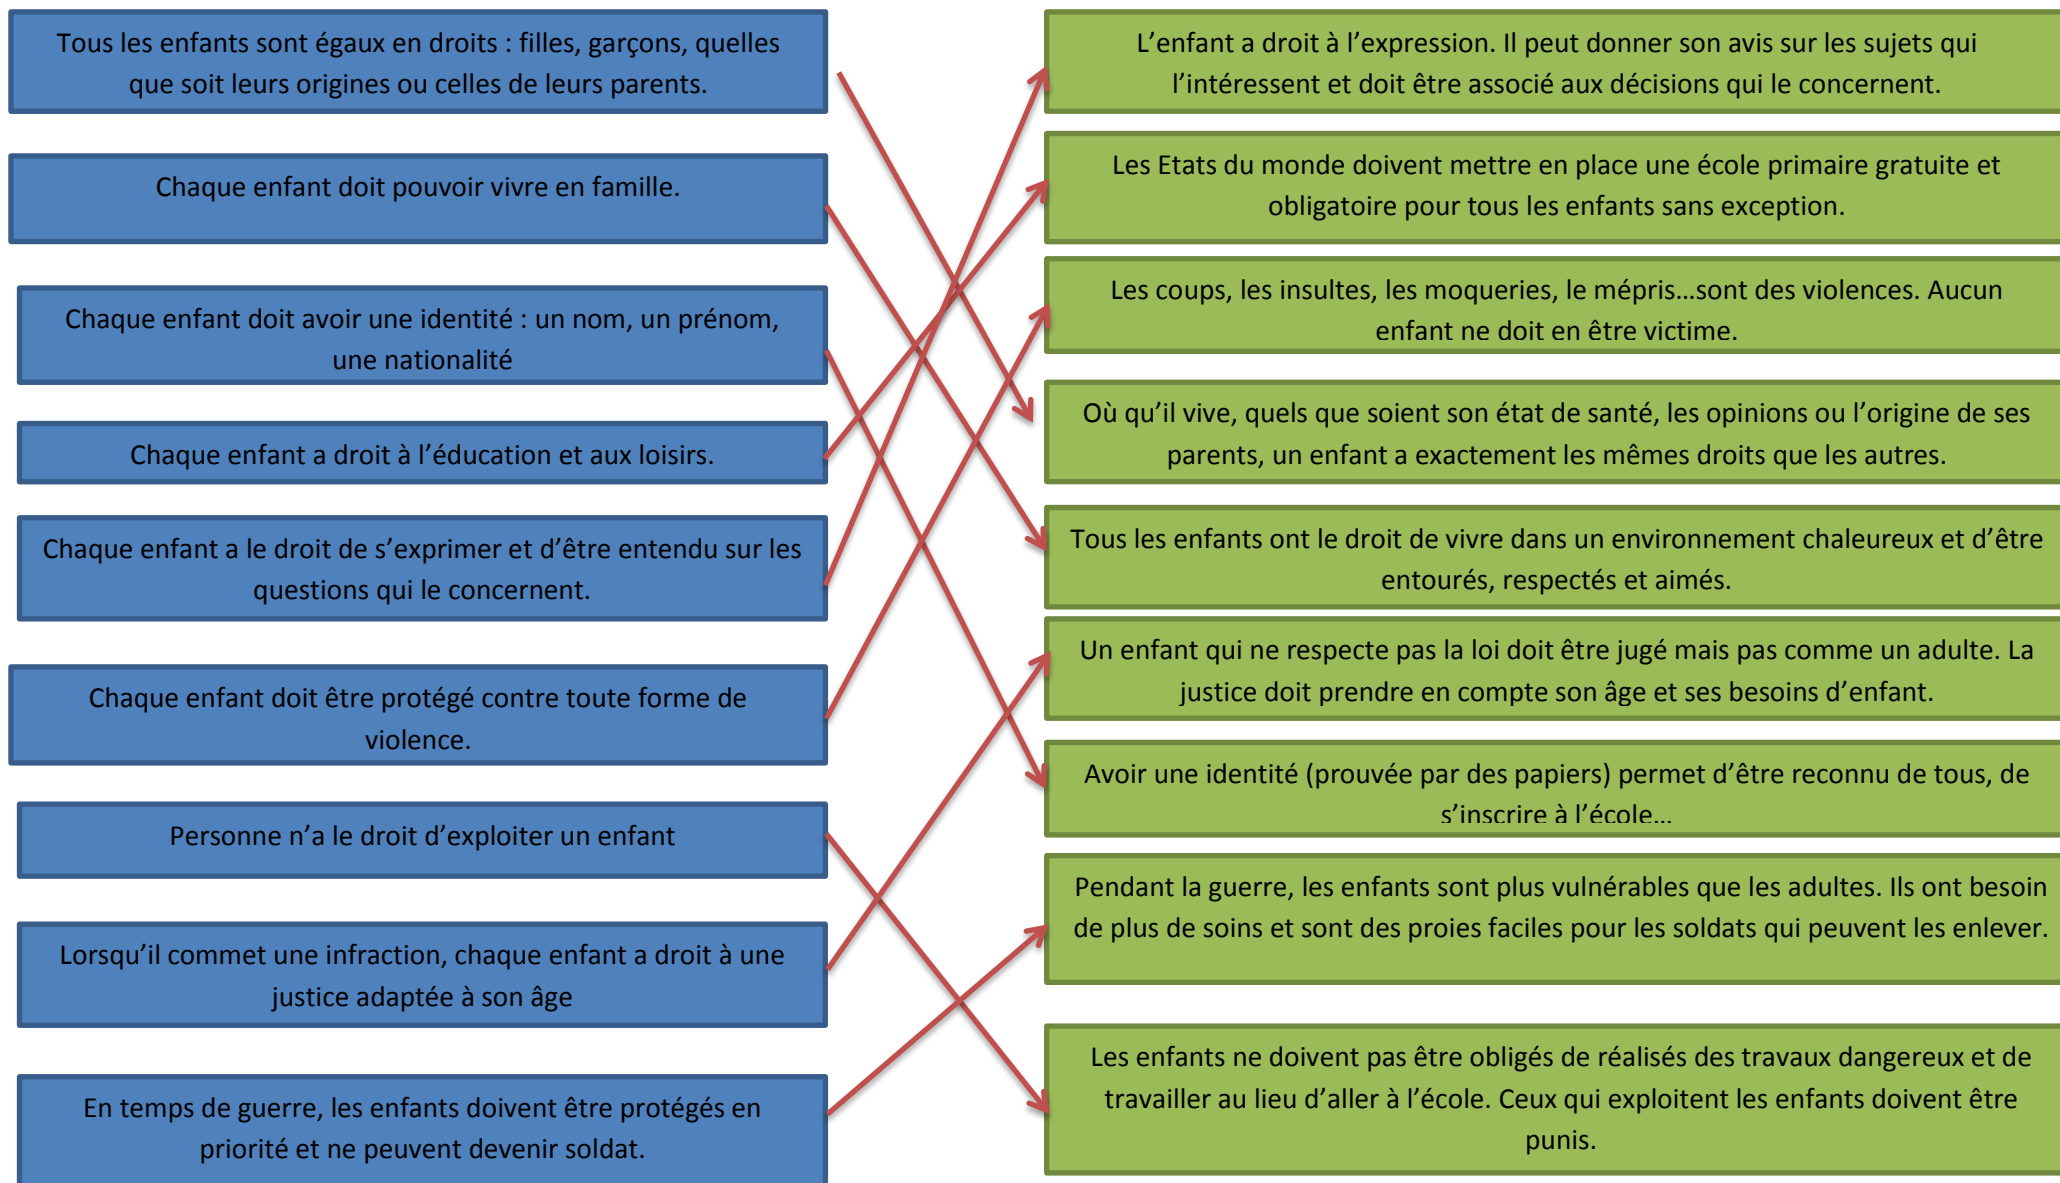 Tous les enfants sont égaux en droits : filles, garçons, quelles
que soit leurs origines ou celles de leurs parents.
Chaque enfant doit pouvoir vivre en famille.
Chaque enfant doit avoir une identité : un nom, un prénom,
une nationalité
Chaque enfant a droit à l’éducation et aux loisirs.
Chaque enfant a le droit de s’exprimer et d’être entendu sur les
questions qui le concernent.
Chaque enfant doit être protégé contre toute forme de
violence.
Personne n’a le droit d’exploiter un enfant
Lorsqu’il commet une infraction, chaque enfant a droit à une
justice adaptée à son âge
En temps de guerre, les enfants doivent être protégés en
priorité et ne peuvent devenir soldat.
L’enfant a droit à l’expression. Il peut donner son avis sur les sujets qui
l’intéressent et doit être associé aux décisions qui le concernent.
Les Etats du monde doivent mettre en place une école primaire gratuite et
obligatoire pour tous les enfants sans exception.
Les coups, les insultes, les moqueries, le mépris…sont des violences. Aucun
enfant ne doit en être victime.
Où qu’il vive, quels que soient son état de santé, les opinions ou l’origine de ses
parents, un enfant a exactement les mêmes droits que les autres.
Tous les enfants ont le droit de vivre dans un environnement chaleureux et d’être
entourés, respectés et aimés.
Un enfant qui ne respecte pas la loi doit être jugé mais pas comme un adulte. La
justice doit prendre en compte son âge et ses besoins d’enfant.
Avoir une identité (prouvée par des papiers) permet d’être reconnu de tous, de
s’inscrire à l’école…
Pendant la guerre, les enfants sont plus vulnérables que les adultes. Ils ont besoin
de plus de soins et sont des proies faciles pour les soldats qui peuvent les enlever.
Les enfants ne doivent pas être obligés de réalisés des travaux dangereux et de
travailler au lieu d’aller à l’école. Ceux qui exploitent les enfants doivent être
punis.